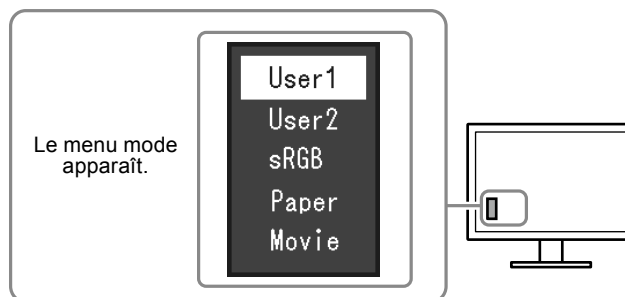 Le menu mode
apparaît.
User1
User2
sRGB
Paper
Movie